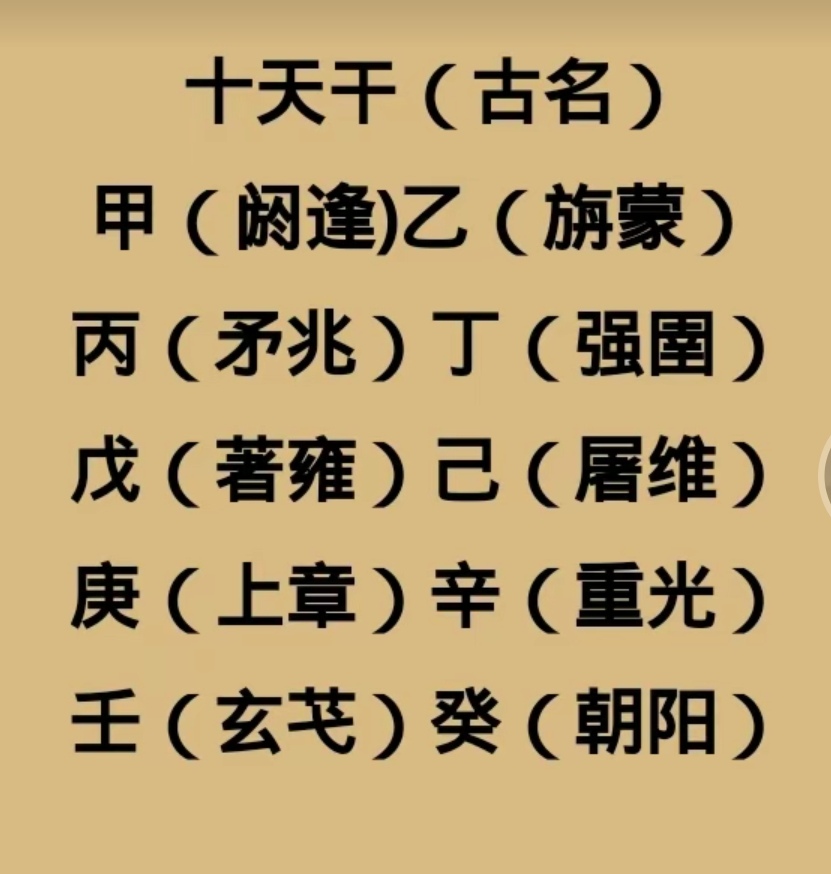 十天干（古名）
甲（阏逢)乙（旃蒙）
丙（矛兆）丁（强圉）
戊（著雍）己（屠维）
庚（上章）辛（重光）
壬（玄芅）癸（朝阳）